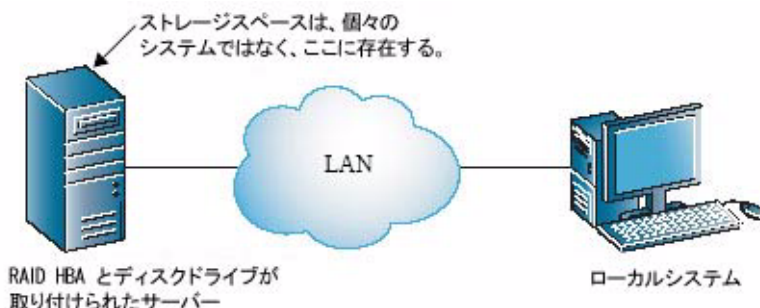 ストレージスペースは、個々の
システムではなく、ここに存在する。
LAN
RAID HBA とディスクドライブが
取り付けられたサーバー
ローカルシステム